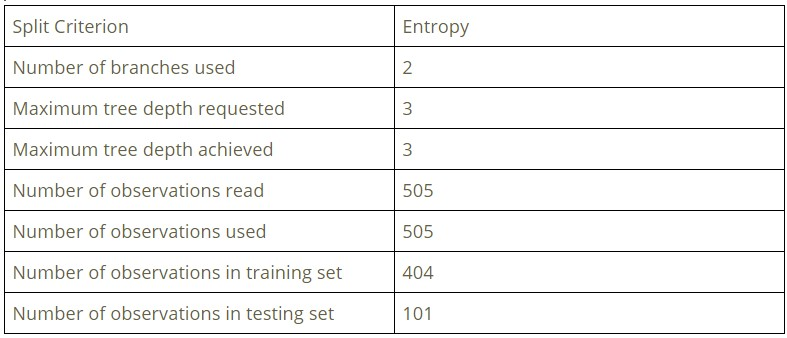 Split Criterion Entropy
Number of branches used 2
Maximum tree depth requested 3
Maximum tree depth achieved 3
Number of observations read 505
Number of observations used 505
Number of observations in training set 404
Number of observations in testing set 101